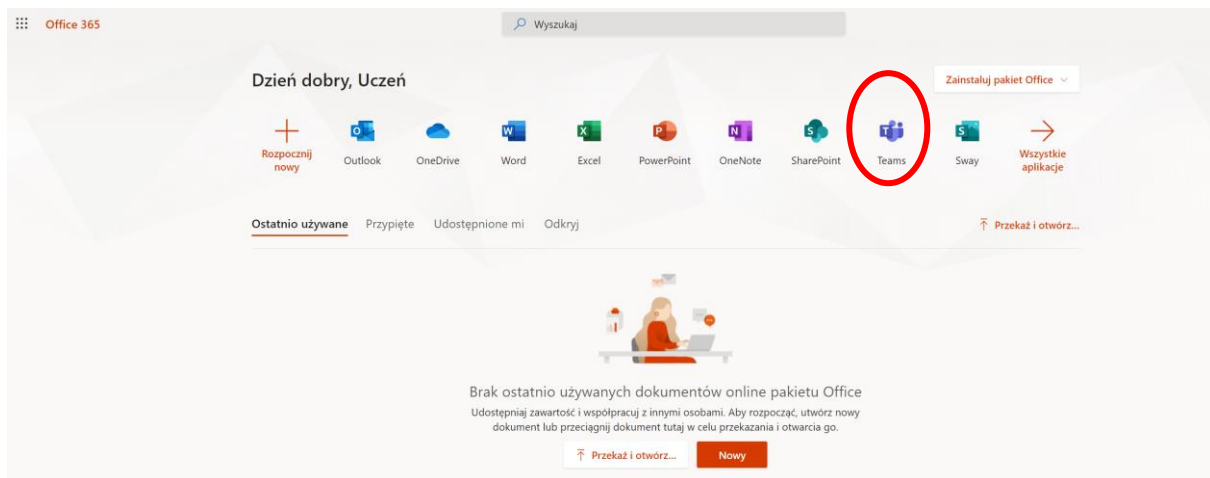 Office 365
Wyszukaj
Dzień dobry, Uczeń
Zainstaluj pakiet Office
Rozpocznij
nowy
Outlook
OneDrive
Word
Excel
PowerPoint
OneNote
SharePoint
Teams
Sway
Wszystkie
aplikacje
Ostatnio używane Przypięte Udostępnione mi Odkryj
Przekaż i otwórz...
Brak ostatnio używanych dokumentów online pakietu Office
Udostępniaj zawartość i współpracuj z innymi osobami. Aby rozpocząć, utwórz nowy
dokument lub przeciągnij dokument tutaj w celu przekazania i otwarcia go.
Przekaż i otwórz...
Nowy